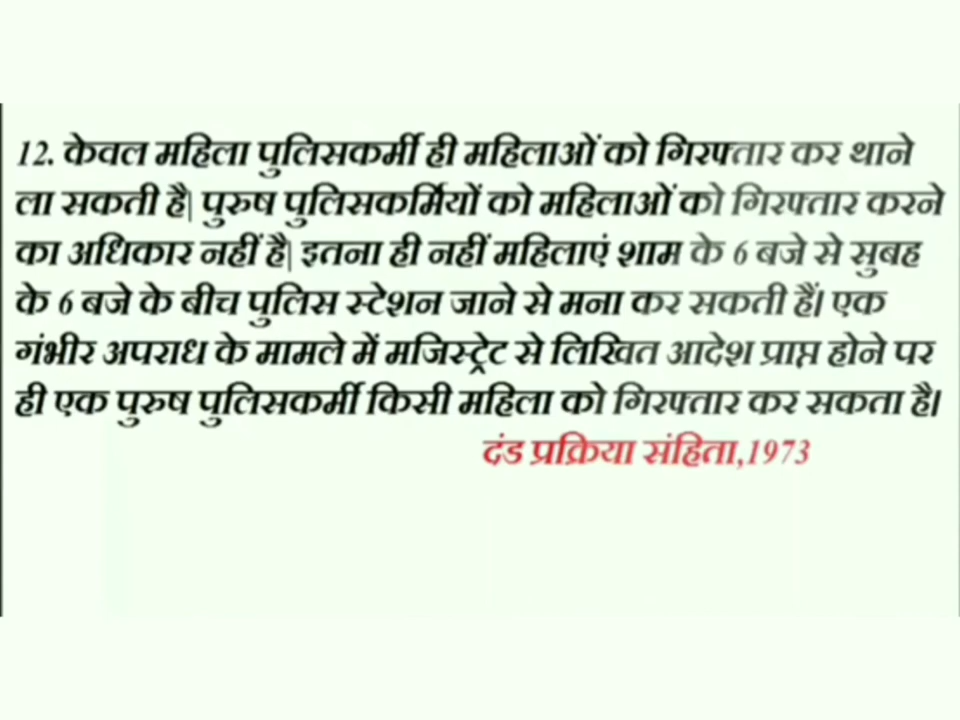 12. केवल महिला पुलिसकर्मी ही महिलाओं को गिरफ्तार कर थाने
ला सकती है| पुरुष पुलिसकर्मियों को महिलाओं को गिरफ्तार करने
का अधिकार नहीं है| इतना ही नहीं महिलाएं शाम के 6 बजे से सुबह
के 6 बजे के बीच पुलिस स्टेशन जाने से मना कर सकती हैं। एक
गंभीर अपराध के मामले में मजिस्ट्रेट से लिखित आदेश प्राप्त होने पर
ही एक पुरुष पुलिसकर्मी किसी महिला को गिरफ्तार कर सकता है।
दंड प्रक्रिया संहिता,1973